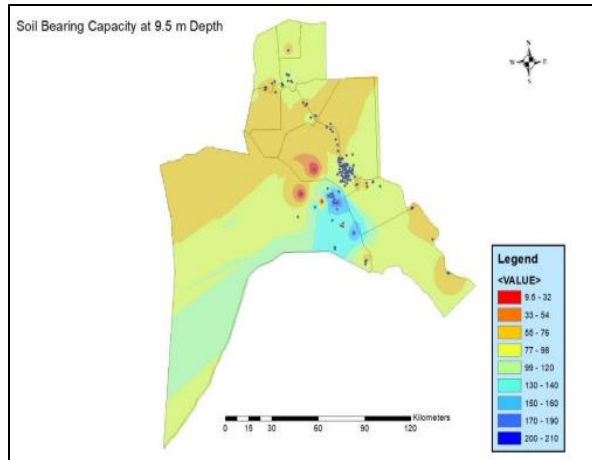 Soil Bearing Capacity at 9.5 m Depth
N
W E
S
Legend
<VALUE>
9.5 - 32
33 - 54
55 - 76
77 - 98
99 - 120
130 - 140
150 - 160
170 - 190
200 - 210
Kilometers
0 15 30 60 90 120